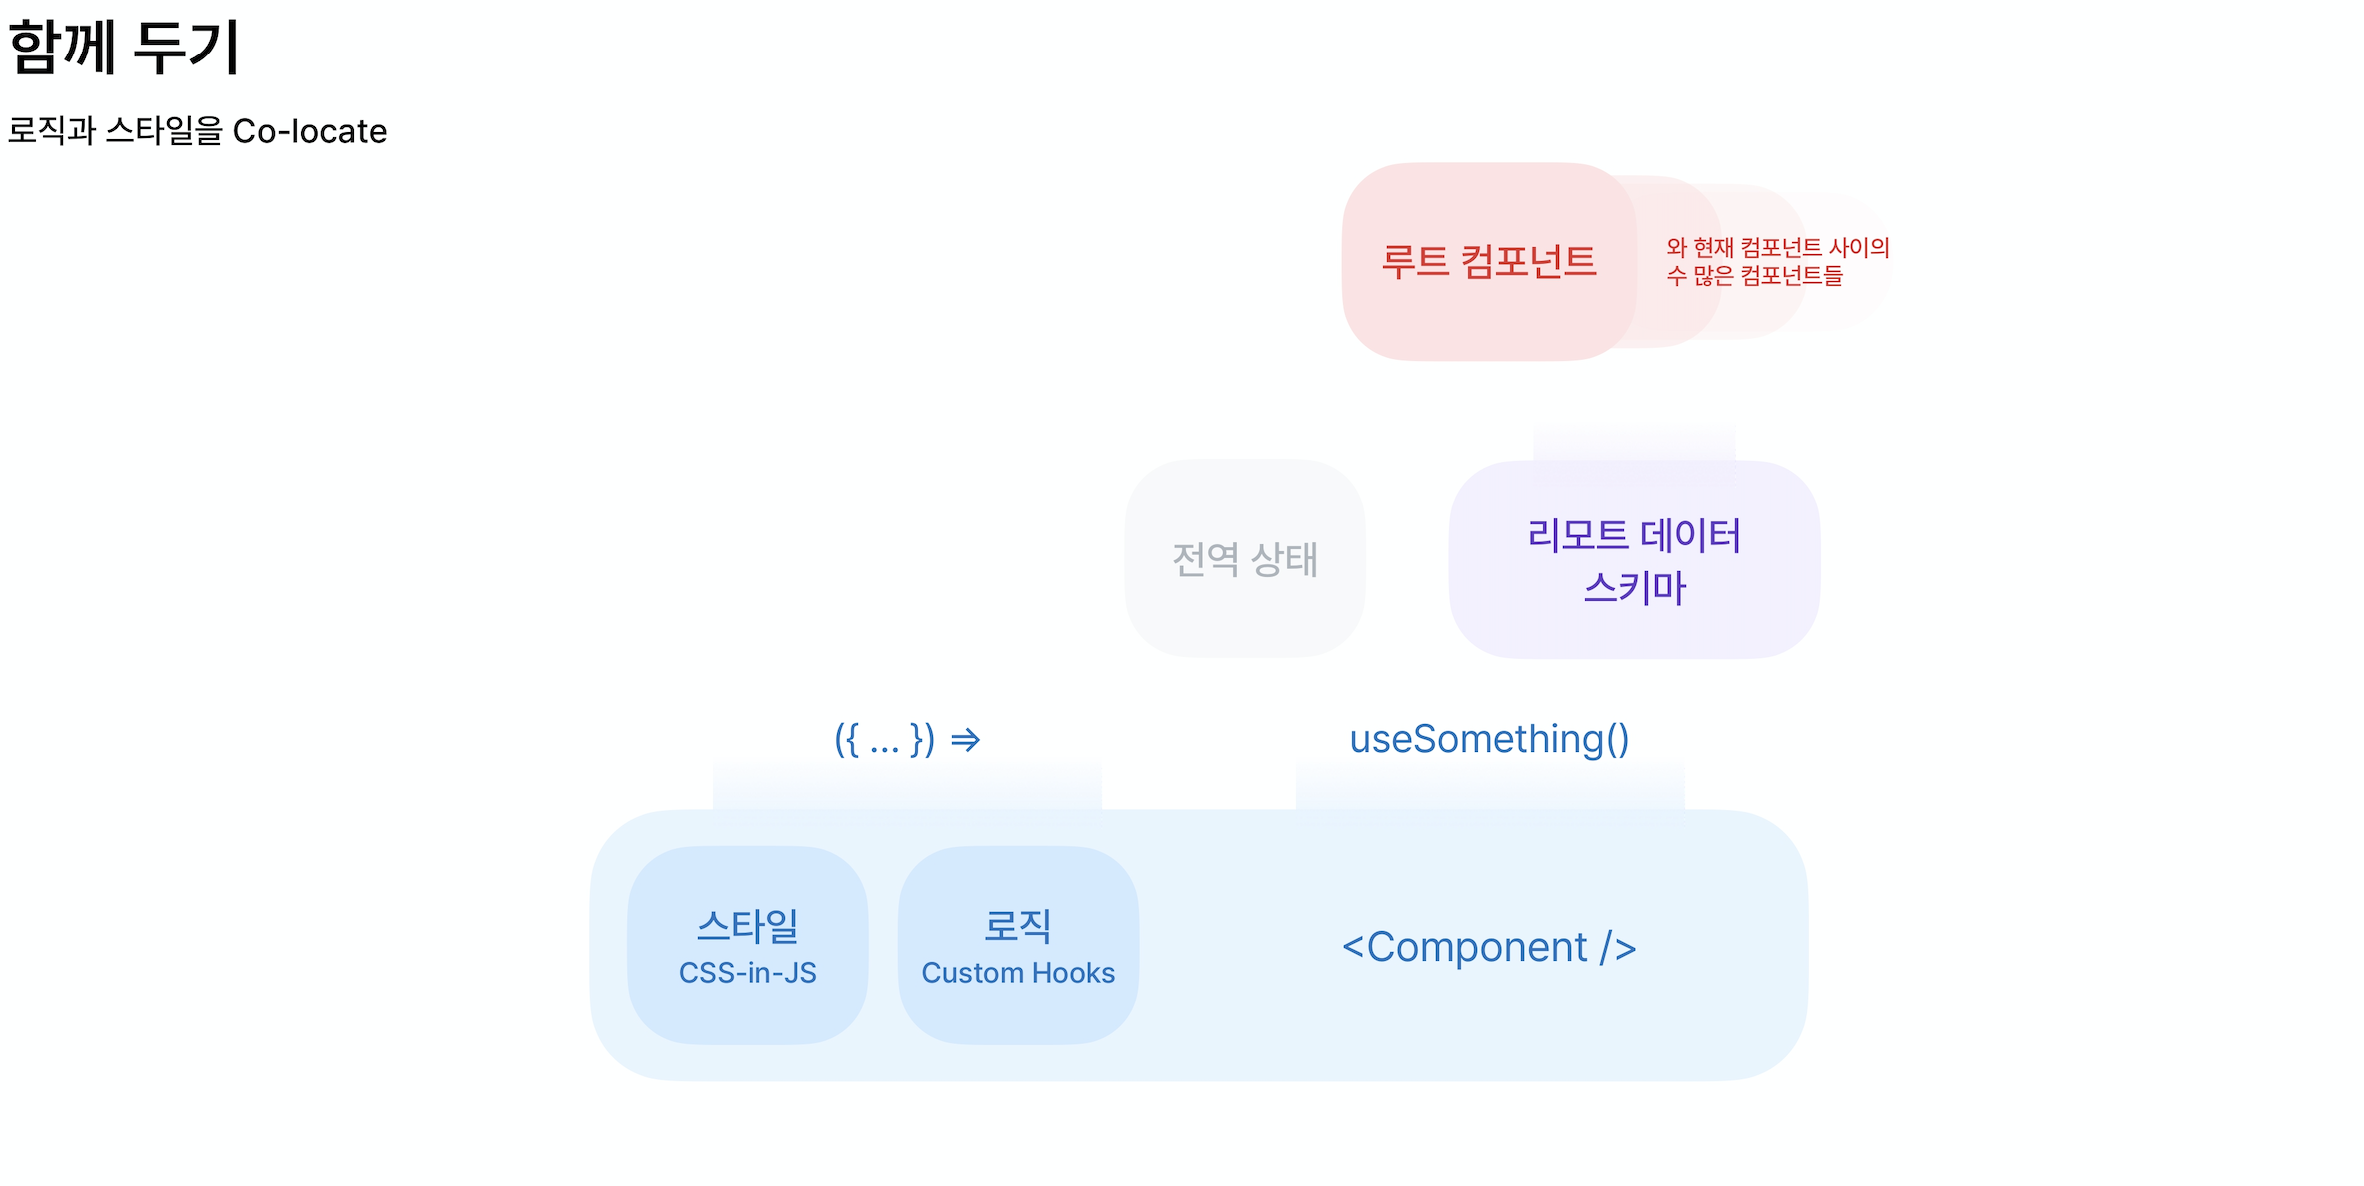 함께 두기
로직과 스타일을 Co-locate
루트 컴포넌트
와 현재 컴포넌트 사이의
수 많은 컴포넌트들
전역 상태
리모트 데이터
스키마
({ ... }) ⇒
useSomething()
스타일
CSS-in-JS
로직
Custom Hooks
<Component />